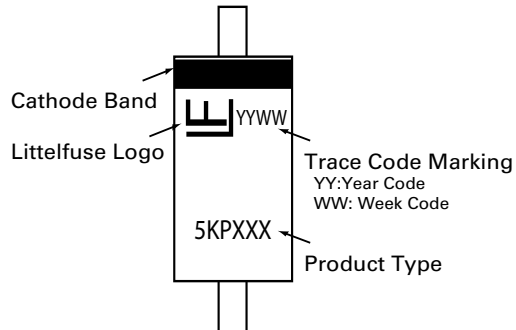 Cathode Band
YYWW
Littelfuse Logo
Trace Code Marking
YY:Year Code
WW: Week Code
5KPXXX
Product Type